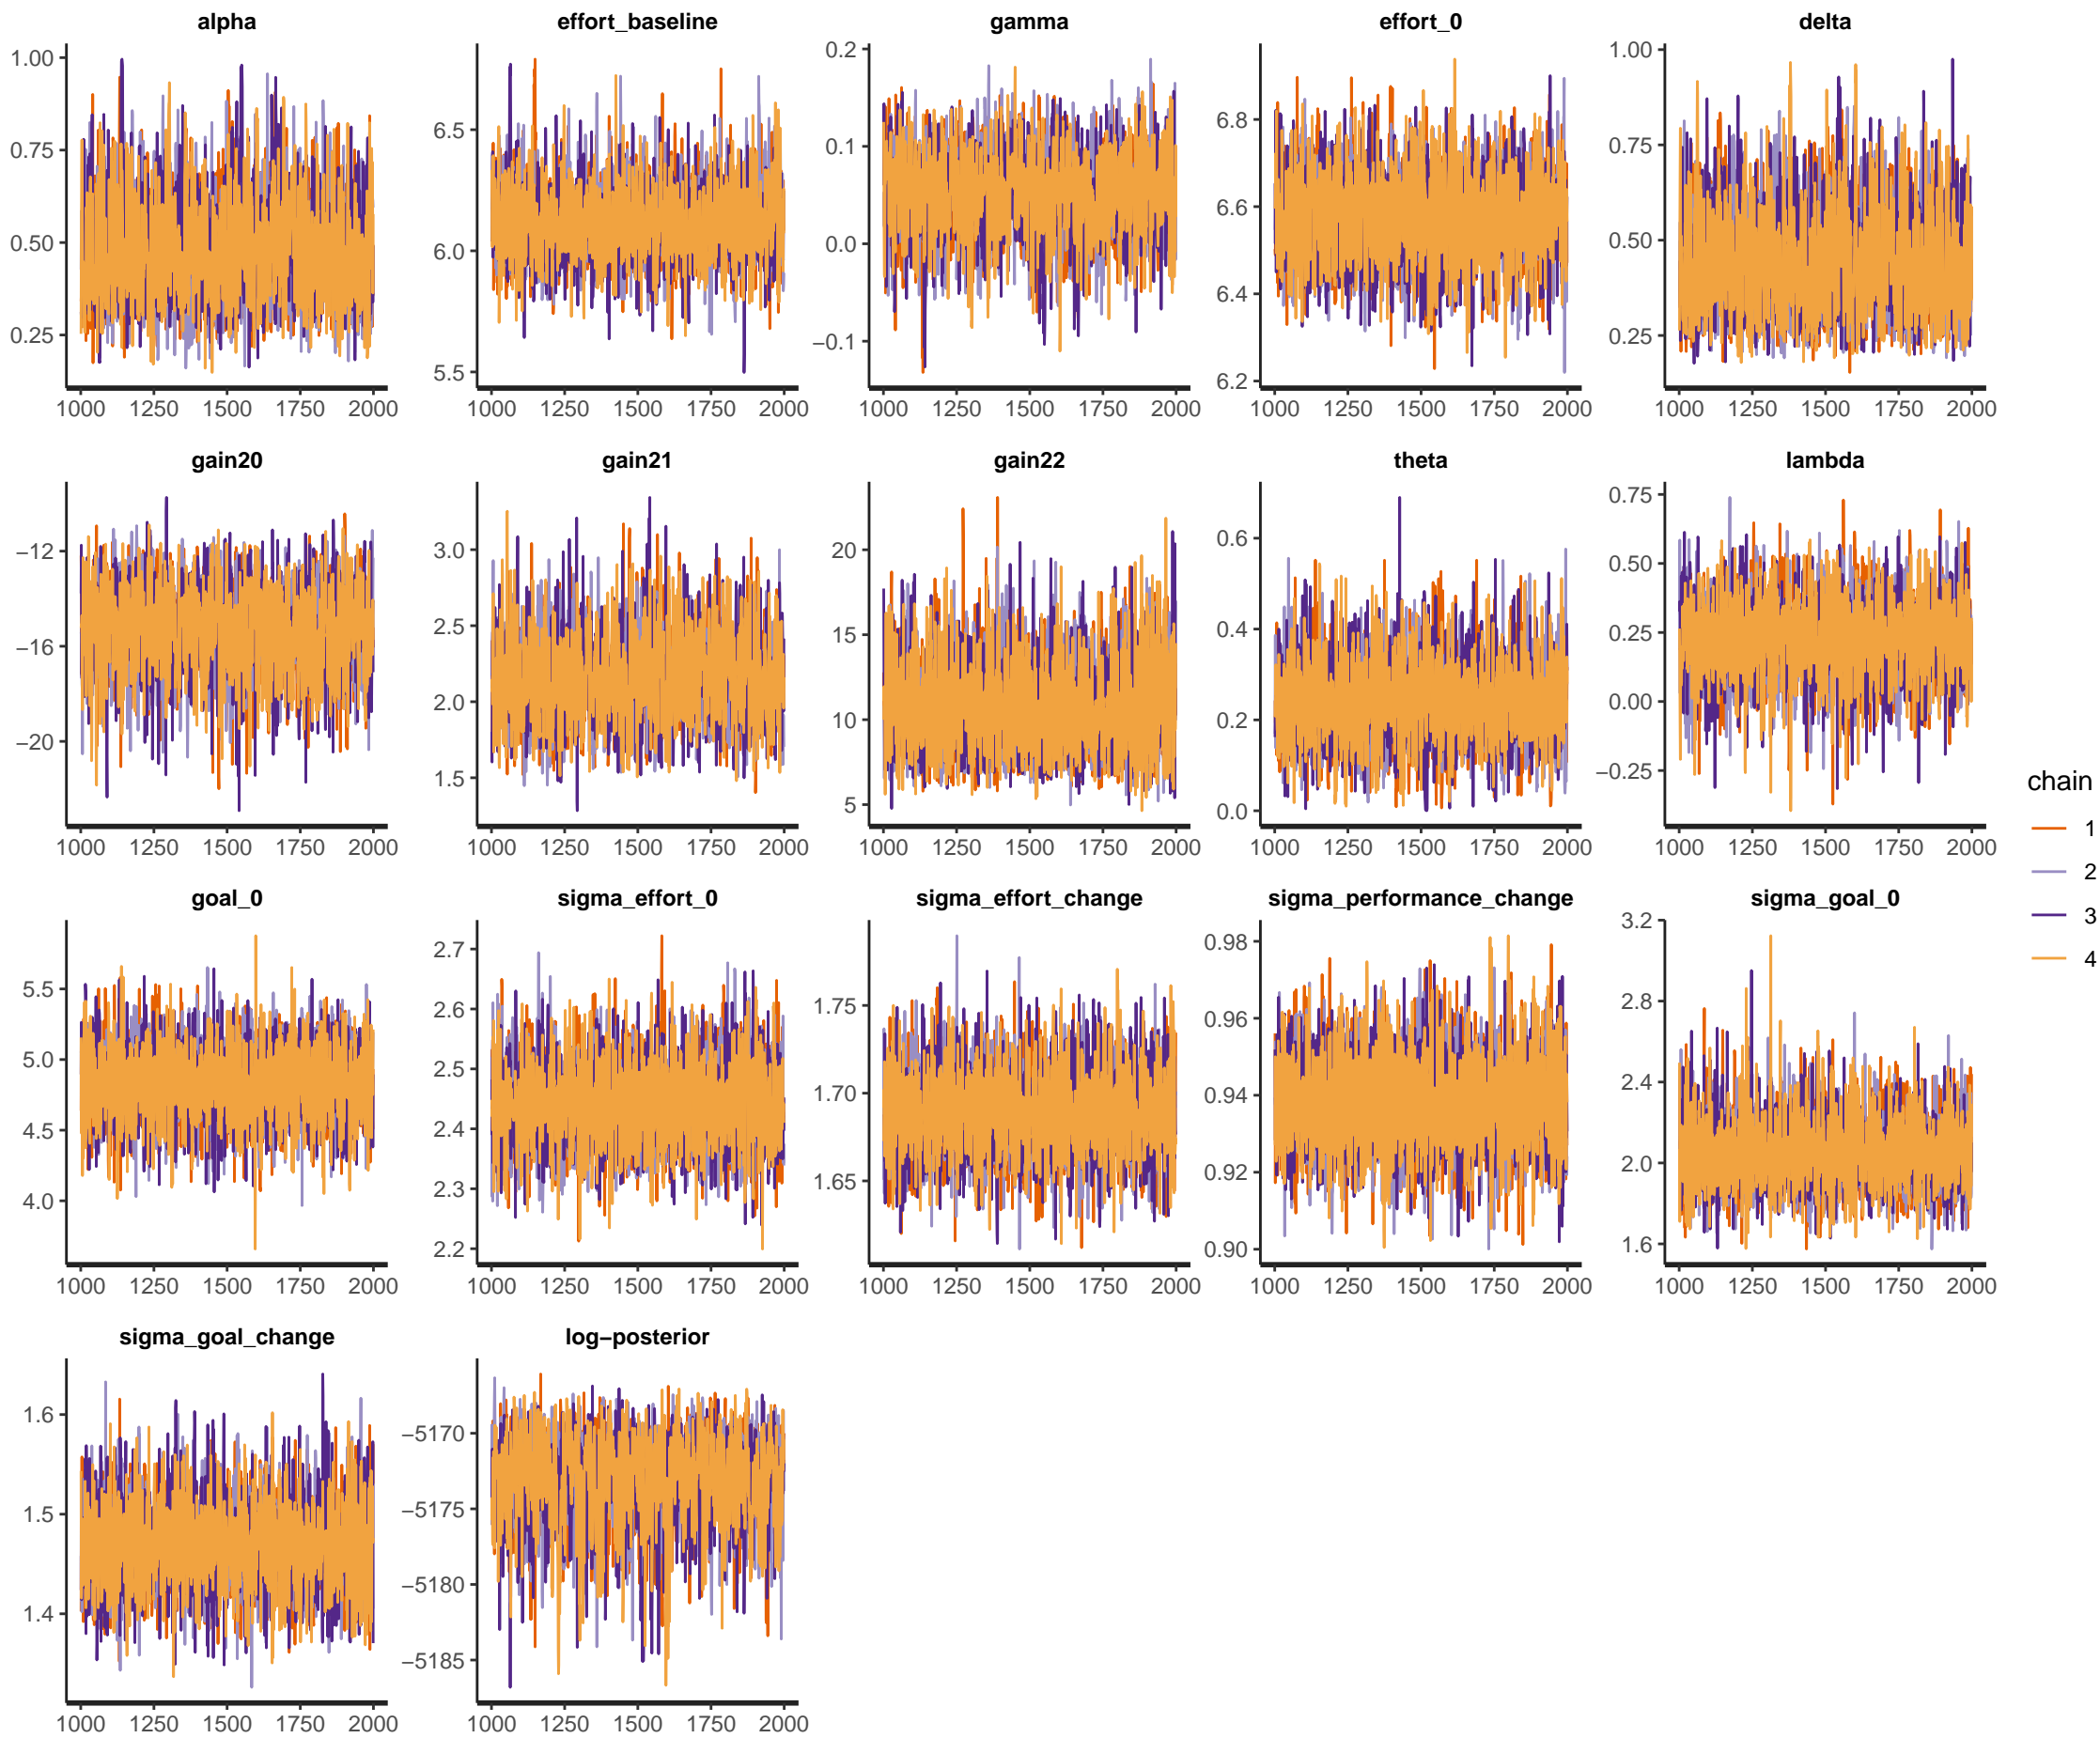 alpha effort_baseline gamma effort_0 delta
1.00 0.75 0.50 0.25
6.5 6.0 5.5
0.2 0.1 0.0 −0.1
6.8 6.6 6.4 6.2
1.00 0.75 0.50 0.25
1000 1250 1500 1750 2000 1000 1250 1500 1750 2000 1000 1250 1500 1750 2000 1000 1250 1500 1750 2000 1000 1250 1500 1750 2000
gain20 gain21 gain22 theta lambda
−12 −16 −20
3.0 2.5 2.0 1.5
20 15 10 5
0.6 0.4 0.2 0.0
0.75 0.50 0.25 0.00 −0.25
1000 1250 1500 1750 2000 1000 1250 1500 1750 2000 1000 1250 1500 1750 2000 1000 1250 1500 1750 2000 1000 1250 1500 1750 2000
goal_0 sigma_effort_0 sigma_effort_change sigma_performance_change sigma_goal_0
5.5 5.0 4.5 4.0
2.7 2.6 2.5 2.4 2.3 2.2
1.75 1.70 1.65
0.98 0.96 0.94 0.92 0.90
3.2 2.8 2.4 2.0 1.6
1000 1250 1500 1750 2000 1000 1250 1500 1750 2000 1000 1250 1500 1750 2000 1000 1250 1500 1750 2000 1000 1250 1500 1750 2000
sigma_goal_change log−posterior
1.6 1.5 1.4
−5170 −5175 −5180 −5185
1000 1250 1500 1750 2000 1000 1250 1500 1750 2000
chain
1
2
3
4